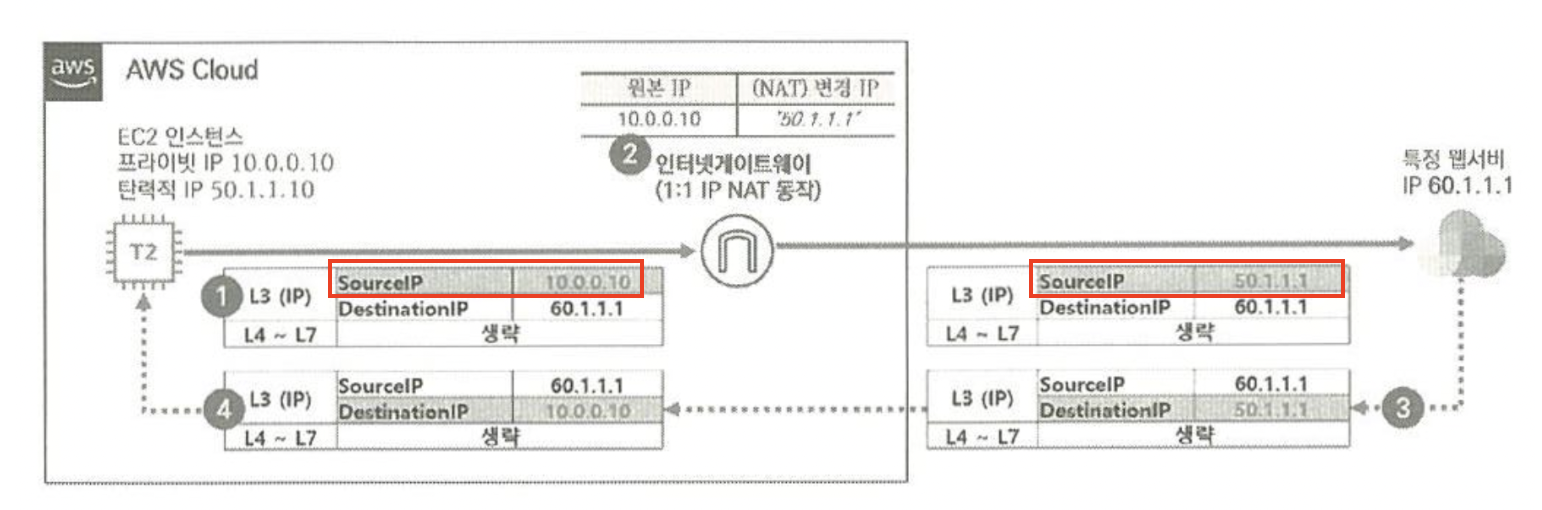 aws
AWS Cloud
원본 IP (NAT) 변경 IP
10.0.0.10 "50.1.1.1"
EC2 인스턴스
프라이빗 IP 10.0.0.10
탄력적 IP 50.1.1.10
2
인터넷게이트웨이
(1:1 IP NAT 동작)
특정 웹서비
IP 60.1.1.1
T2
1
L3 (IP)
SourceIP 10.0.0.10
DestinationIP 60.1.1.1
L4 ~ L7 생략
L3 (IP)
SourceIP 50.1.1.1
DestinationIP 60.1.1.1
L4 ~ L7 생략
4
L3 (IP)
SourceIP 60.1.1.1
DestinationIP 10.0.0.10
L4 ~ L7 생략
L3 (IP)
SourceIP 60.1.1.1
DestinationIP 50.1.1.1
L4 ~ L7 생략
3